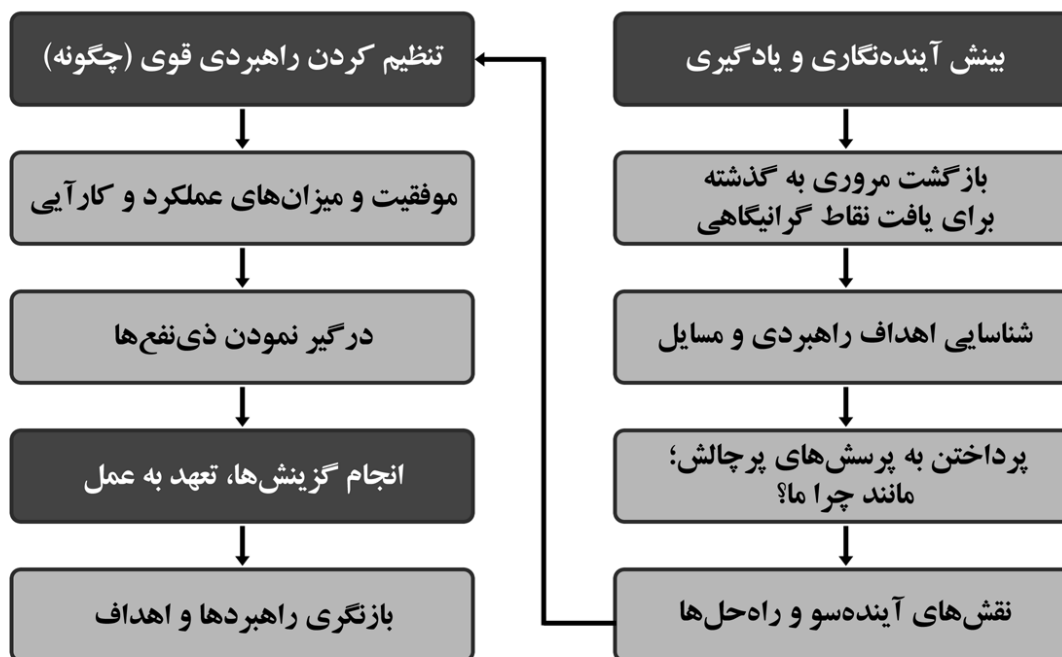 بینش آینده‌نگاری و یادگیری
بازگشت مروری به گذشته
برای یافت نقاط گرانیگاهی
شناسایی اهداف راهبردی و مسایل
پرداختن به پرسش‌های پرچالش؛
مانند چرا ما؟
نقش‌های آینده‌سو و راه‌حل‌ها
تنظیم کردن راهبردی قوی (چگونه)
موفقیت و میزان‌های عملکرد و کارآیی
درگیر نمودن ذی‌نفع‌ها
انجام گزینش‌ها، تعهد به عمل
بازنگری راهبردها و اهداف